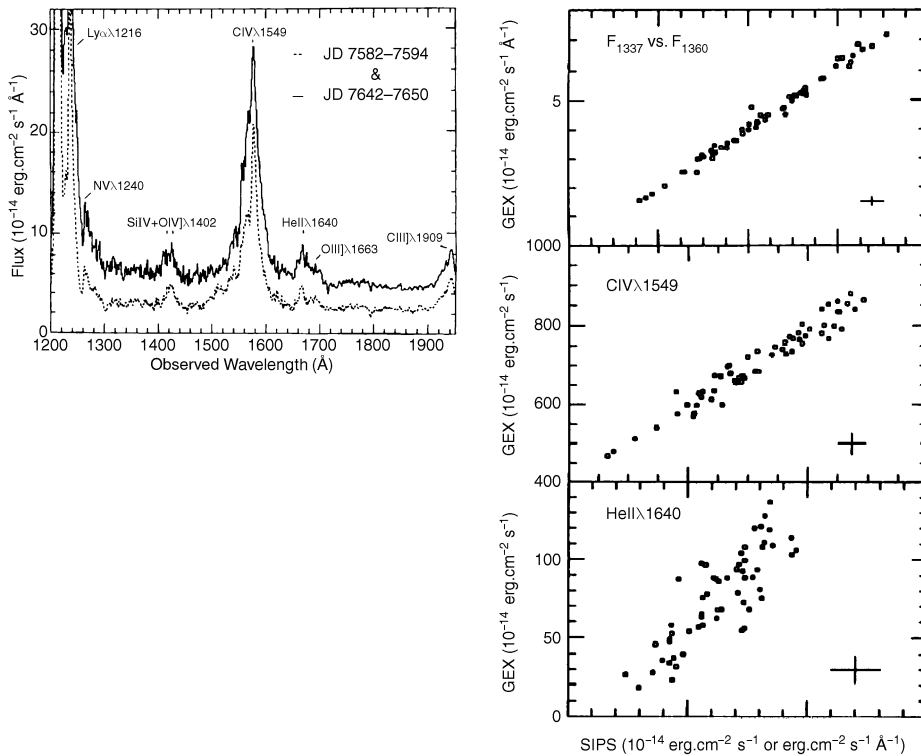 30
20
10
0
Flux (10⁻¹⁴ erg.cm⁻² s⁻¹ Å⁻¹)
Lyαλ1216
NVλ1240
SiIV+OIV]λ1402
CIVλ1549
HeIIλ1640
OIII]λ1663
CIII]λ1909
JD 7582–7594
&
JD 7642–7650
1200 1300 1400 1500 1600 1700 1800 1900
Observed Wavelength (Å)
F₁₃₃₇ vs. F₁₃₆₀
5
GEX (10⁻¹⁴ erg.cm⁻² s⁻¹ Å⁻¹)
1000
CIVλ1549
800
600
400
GEX (10⁻¹⁴ erg.cm⁻² s⁻¹)
HeIIλ1640
100
50
0
GEX (10⁻¹⁴ erg.cm⁻² s⁻¹)
SIPS (10⁻¹⁴ erg.cm⁻² s⁻¹ or erg.cm⁻² s⁻¹ Å⁻¹)